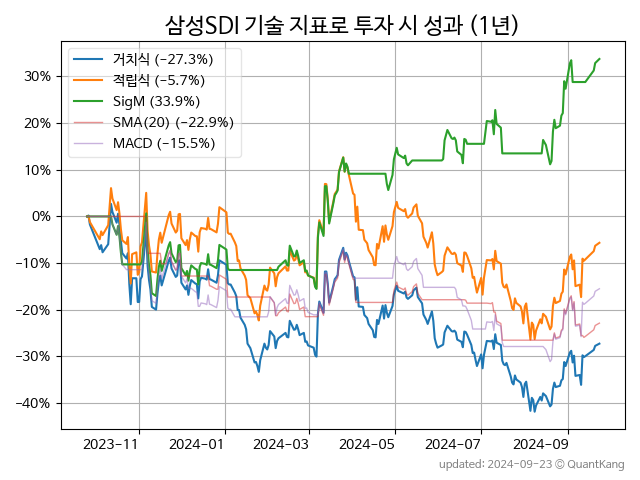 삼성SDI 기술 지표로 투자 시 성과 (1년)
거치식 (−27.3%)
적립식 (−5.7%)
SigM (33.9%)
SMA(20) (−22.9%)
MACD (−15.5%)
30%
20%
10%
0%
−10%
−20%
−30%
−40%
2023-11
2024-01
2024-03
2024-05
2024-07
2024-09
updated: 2024-09-23 © QuantKang